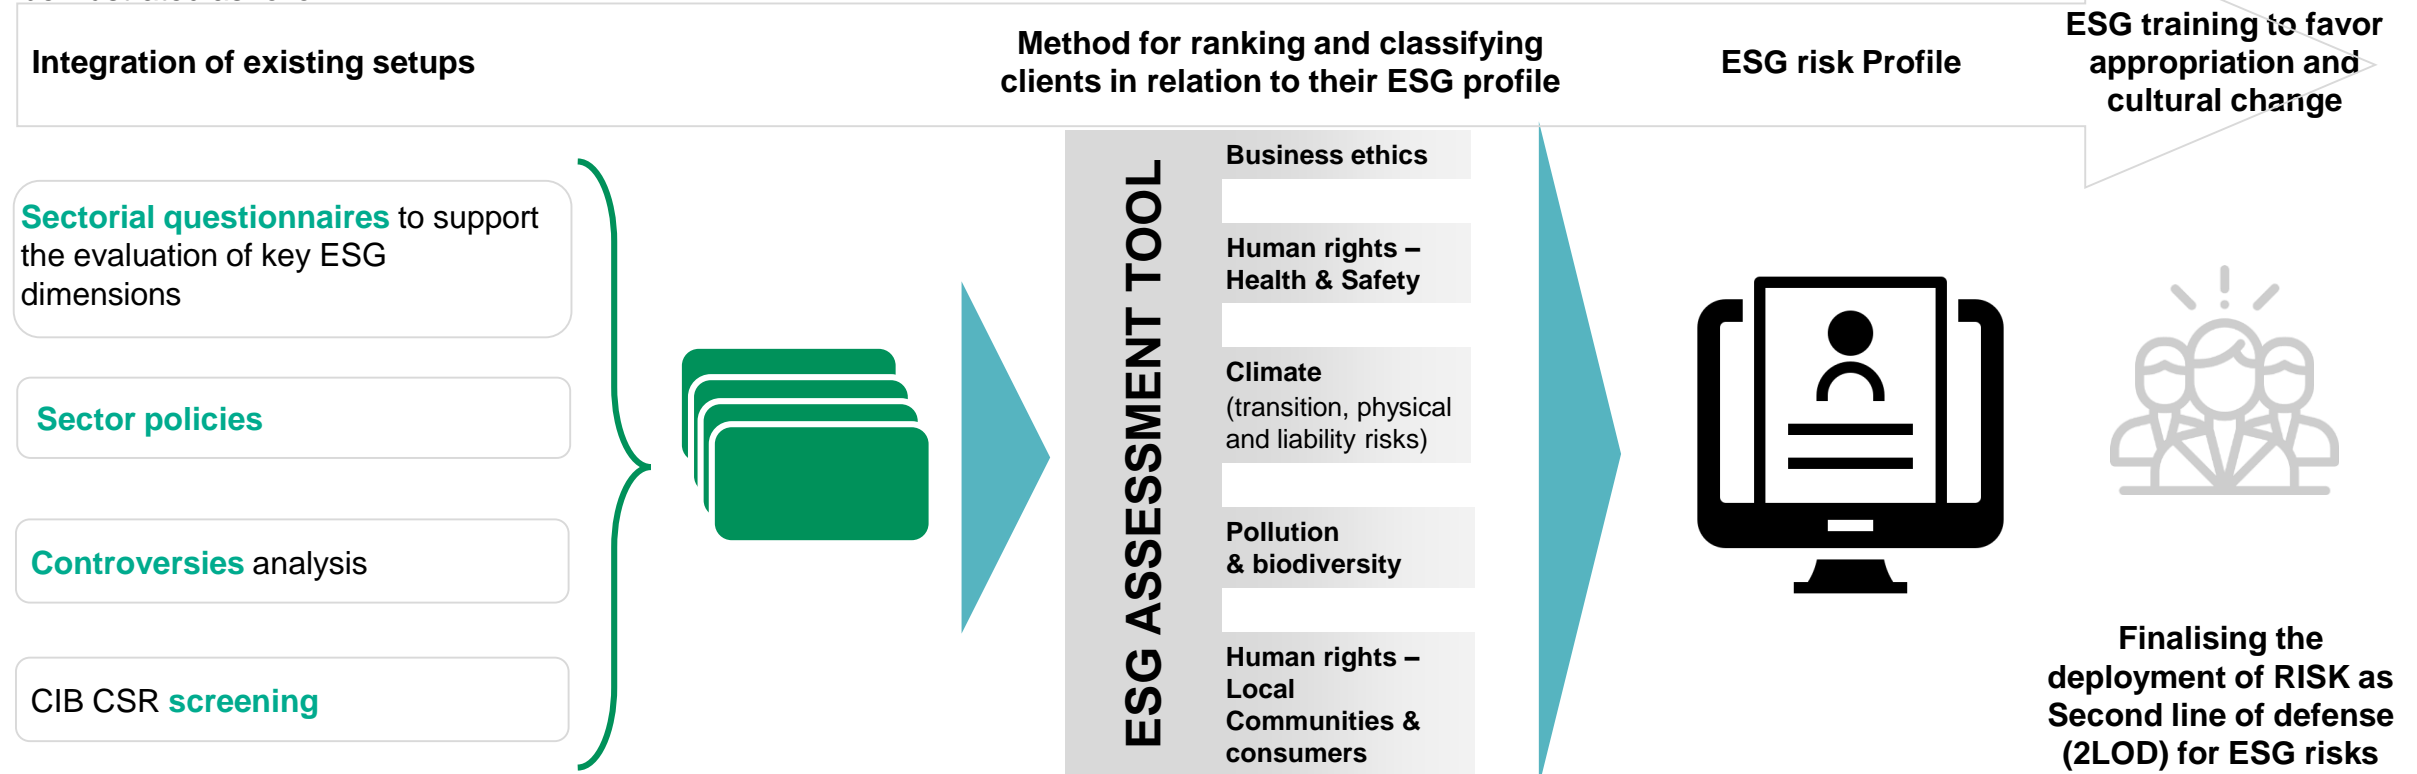 Integration of existing setups
Method for ranking and classifying
clients in relation to their ESG profile
ESG risk Profile
ESG training to favor
appropriation and
cultural change
Sectorial questionnaires to support
the evaluation of key ESG
dimensions
Sector policies
Controversies analysis
CIB CSR screening
ESG ASSESSMENT TOOL
Business ethics
Human rights –
Health & Safety
Climate
(transition, physical
and liability risks)
Pollution
& biodiversity
Human rights –
Local
Communities &
consumers
Finalising the
deployment of RISK as
Second line of defense
(2LOD) for ESG risks